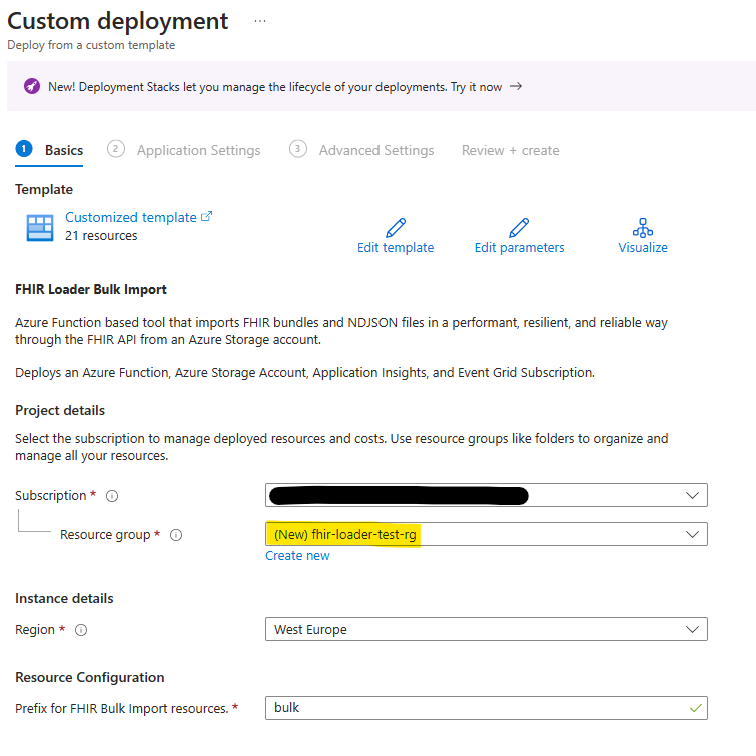 Custom deployment ...
Deploy from a custom template
New! Deployment Stacks let you manage the lifecycle of your deployments. Try it now →
1 Basics 2 Application Settings 3 Advanced Settings Review + create
Template
Customized template
21 resources
Edit template Edit parameters Visualize
FHIR Loader Bulk Import
Azure Function based tool that imports FHIR bundles and NDJSON files in a performant, resilient, and reliable way
through the FHIR API from an Azure Storage account.
Deploys an Azure Function, Azure Storage Account, Application Insights, and Event Grid Subscription.
Project details
Select the subscription to manage deployed resources and costs. Use resource groups like folders to organize and
manage all your resources.
Subscription *
Resource group * (New) fhir-loader-test-rg
Create new
Instance details
Region * West Europe
Resource Configuration
Prefix for FHIR Bulk Import resources. * bulk